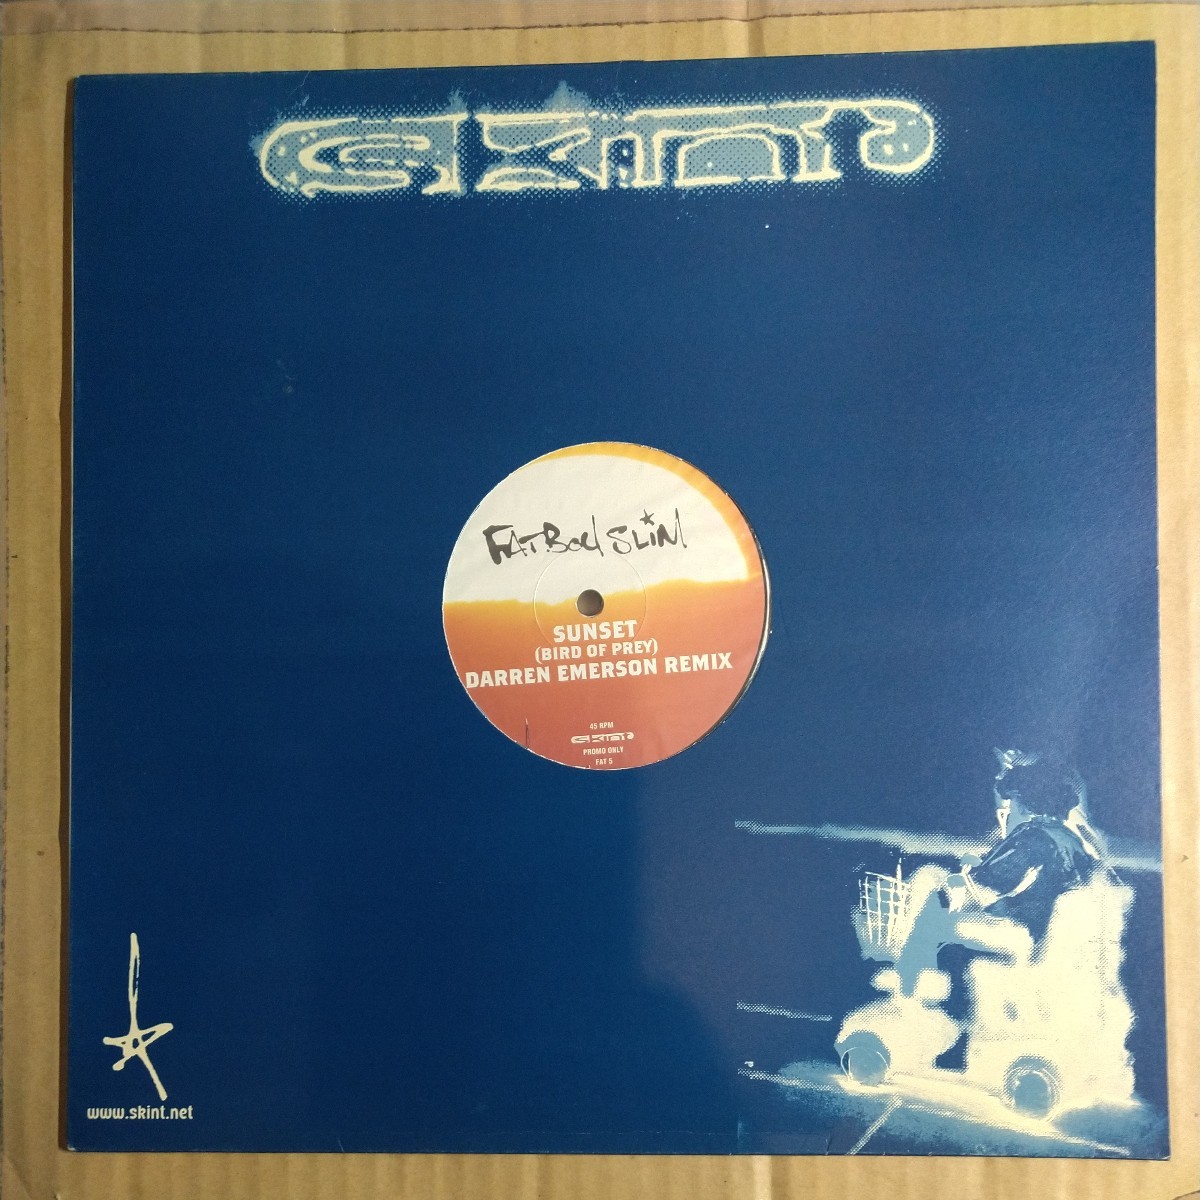 SKINT
FATBOY SLIM
SUNSET
(BIRD OF PREY)
DARREN EMERSON REMIX
45 RPM
SKINT
PROMO ONLY
FAT 5
www.skint.net